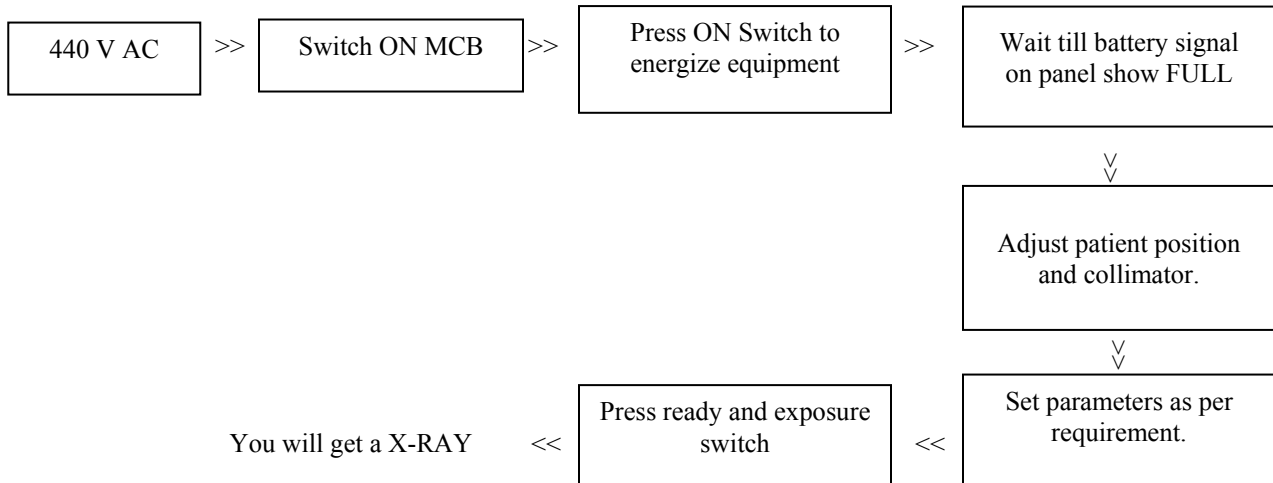 440 V AC
>>
Switch ON MCB
>>
Press ON Switch to
energize equipment
>>
Wait till battery signal
on panel show FULL
>>
Adjust patient position
and collimator.
>>
Set parameters as per
requirement.
<<
Press ready and exposure
switch
<<
You will get a X-RAY